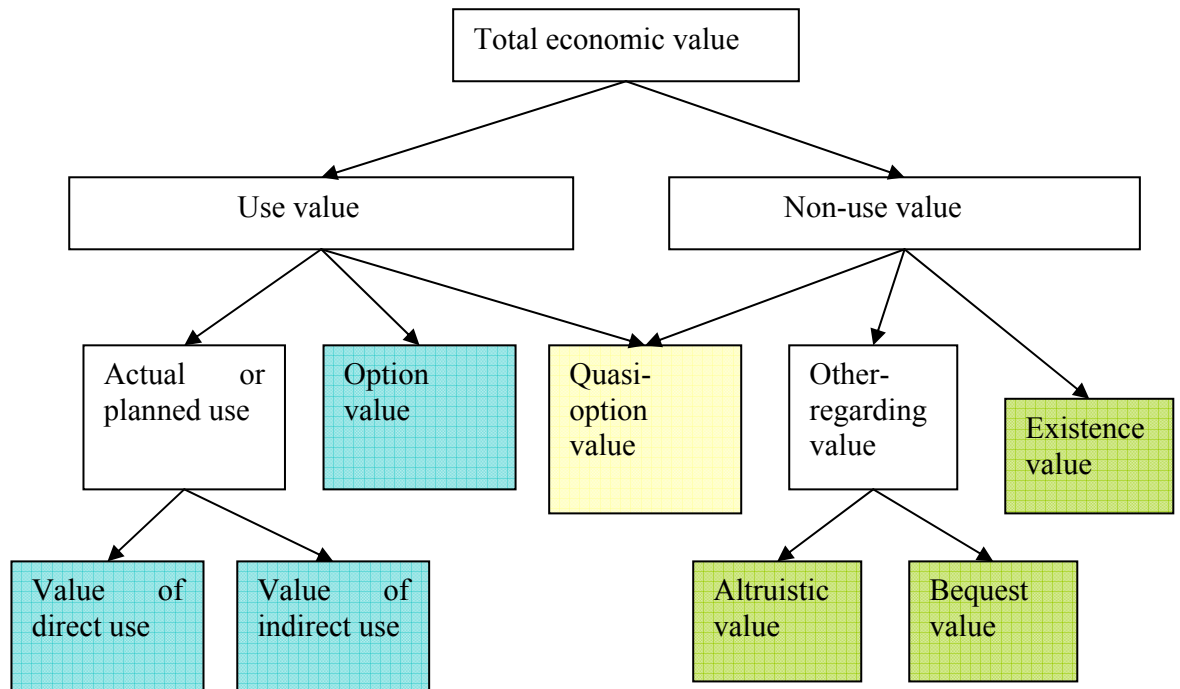 Total economic value
Use value
Non-use value
Actual or
planned use
Option
value
Quasi-
option
value
Other-
regarding
value
Existence
value
Value of
direct use
Value of
indirect use
Altruistic
value
Bequest
value